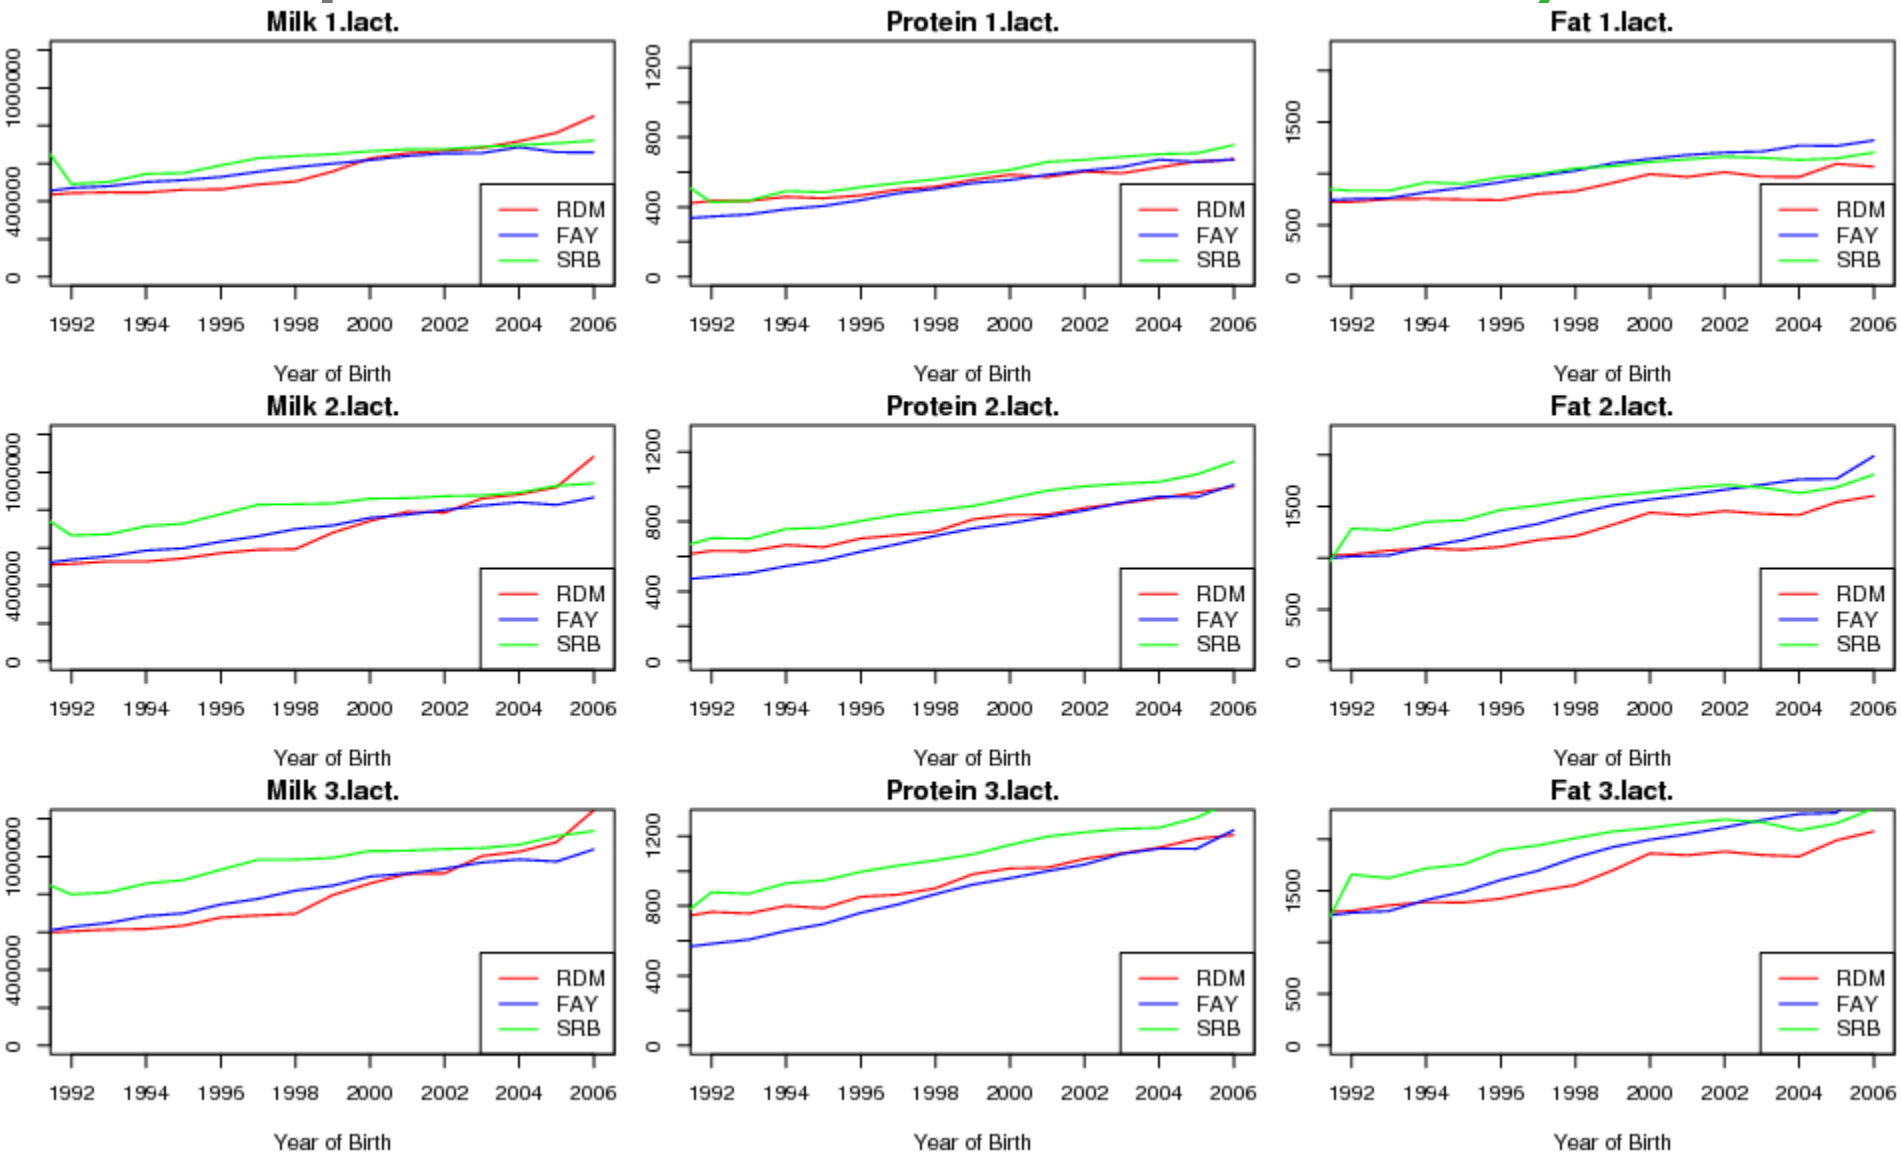 Milk 1.lact. Protein 1.lact. Fat 1.lact.
0 400000 1000000
0 400 800 1200
0 500 1500
RDM RDM RDM
FAY FAY FAY
SRB SRB SRB
1992 1994 1996 1998 2000 2002 2004 2006 1992 1994 1996 1998 2000 2002 2004 2006 1992 1994 1996 1998 2000 2002 2004 2006
Year of Birth Year of Birth Year of Birth
Milk 2.lact. Protein 2.lact. Fat 2.lact.
0 400000 1000000
0 400 800 1200
0 500 1500
RDM RDM RDM
FAY FAY FAY
SRB SRB SRB
1992 1994 1996 1998 2000 2002 2004 2006 1992 1994 1996 1998 2000 2002 2004 2006 1992 1994 1996 1998 2000 2002 2004 2006
Year of Birth Year of Birth Year of Birth
Milk 3.lact. Protein 3.lact. Fat 3.lact.
0 400000 1000000
0 400 800 1200
0 500 1500
RDM RDM RDM
FAY FAY FAY
SRB SRB SRB
1992 1994 1996 1998 2000 2002 2004 2006 1992 1994 1996 1998 2000 2002 2004 2006 1992 1994 1996 1998 2000 2002 2004 2006
Year of Birth Year of Birth Year of Birth